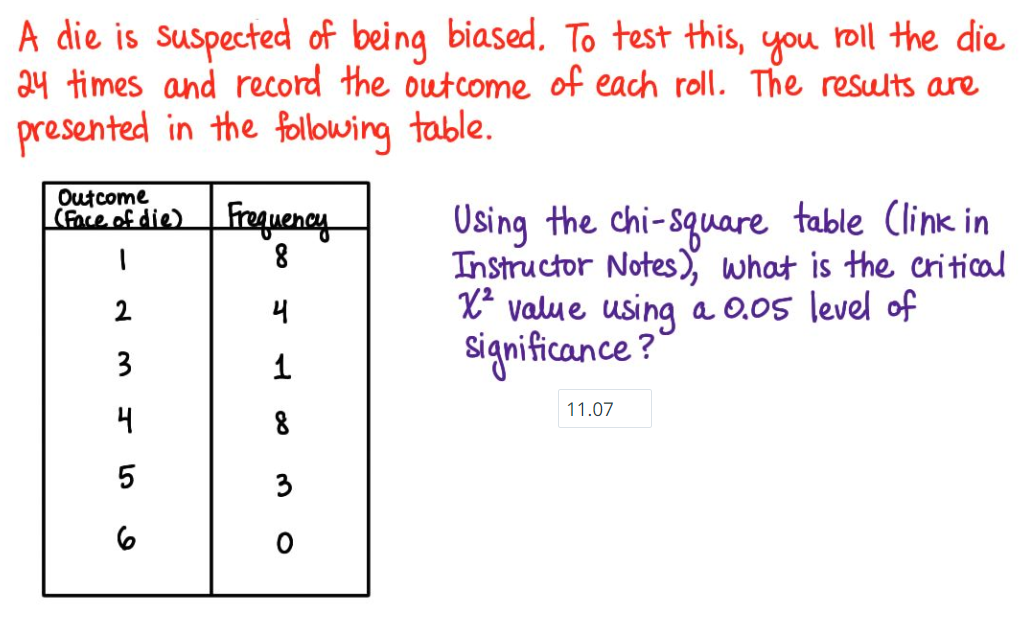 A die is suspected of being biased. To test this, you roll the die
24 times and record the outcome of each roll. The results are
presented in the following table.
Outcome
(Face of die) Frequency
1 8
2 4
3 1
4 8
5 3
6 0
Using the chi-square table (link in
Instructor Notes), what is the critical
χ² value using a 0.05 level of
significance?
11.07